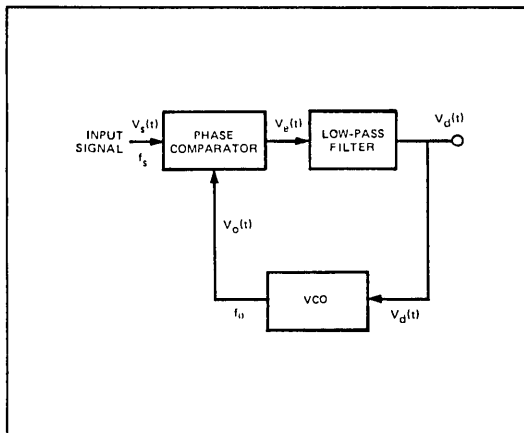 INPUT
SIGNAL
Vs(t)
fs
PHASE
COMPARATOR
Ve(t)
LOW-PASS
FILTER
Vd(t)
Vo(t)
fo
VCO
Vd(t)